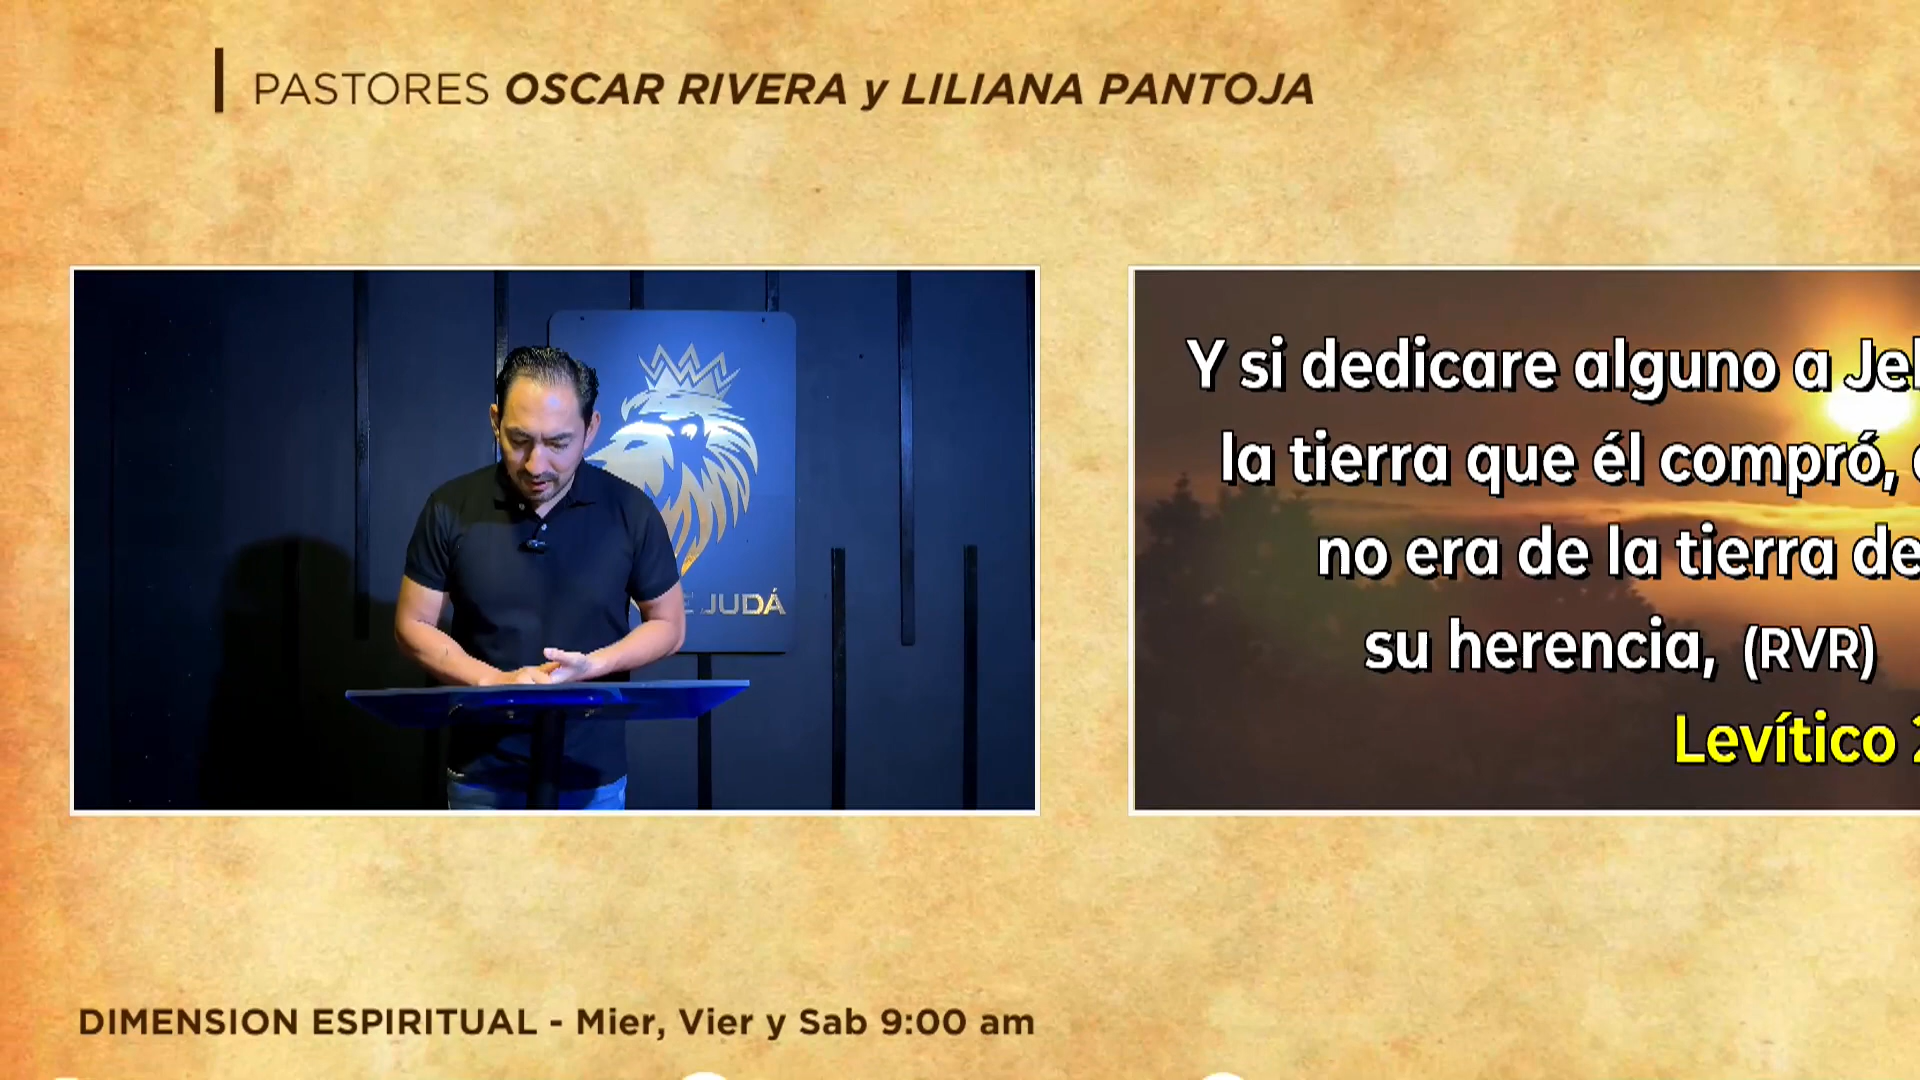 PASTORES OSCAR RIVERA y LILIANA PANTOJA
JUDÁ
Y si dedicare alguno a
la tierra que él compró,
no era de la tierra de
su herencia, (RVR)
Levítico
DIMENSION ESPIRITUAL - Mier, Vier y Sab 9:00 am